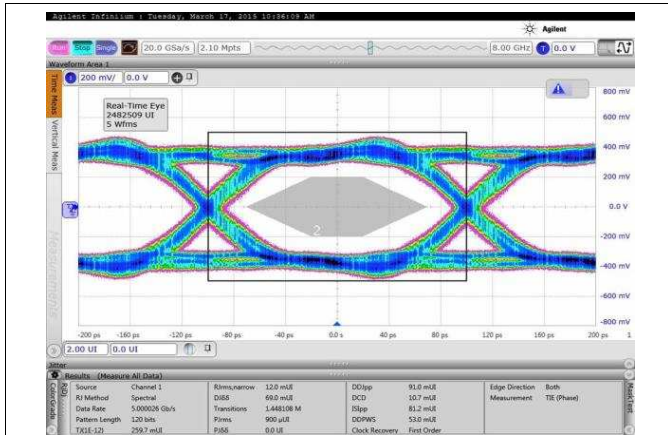 Agilent Infiniium : Tuesday, March 17, 2015 10:36:09 AM
Agilent
Run Stop Single 20.0 GSa/s 2.10 Mpts 8.00 GHz T 0.0 V
Waveform Area 1
1 200 mV/ 0.0 V
Time Meas
Vertical Meas
Measurements
Real-Time Eye
2482509 UI
5 Wfms
800 mV
600 mV
400 mV
200 mV
0.0 V
-200 mV
-400 mV
-600 mV
-800 mV
2
-200 ps -160 ps -120 ps -80 ps -40 ps 0.0 s 40 ps 80 ps 120 ps 160 ps 200 ps 1
2.00 UI 0.0 UI
Jitter
Results (Measure All Data)
ColorGrade
RJDJ
MaskTest
Source Channel 1 RJrms,narrow 12.0 mUI DDJpp 91.0 mUI Edge Direction Both
RJ Method Spectral DJδδ 69.0 mUI DCD 10.7 mUI Measurement TIE (Phase)
Data Rate 5.000026 Gb/s Transitions 1.448108 M ISIpp 81.2 mUI
Pattern Length 120 bits PJrms 900 μUI DDPWS 53.0 mUI
TJ(1E-12) 259.7 mUI PJδδ 0.0 UI Clock Recovery First Order